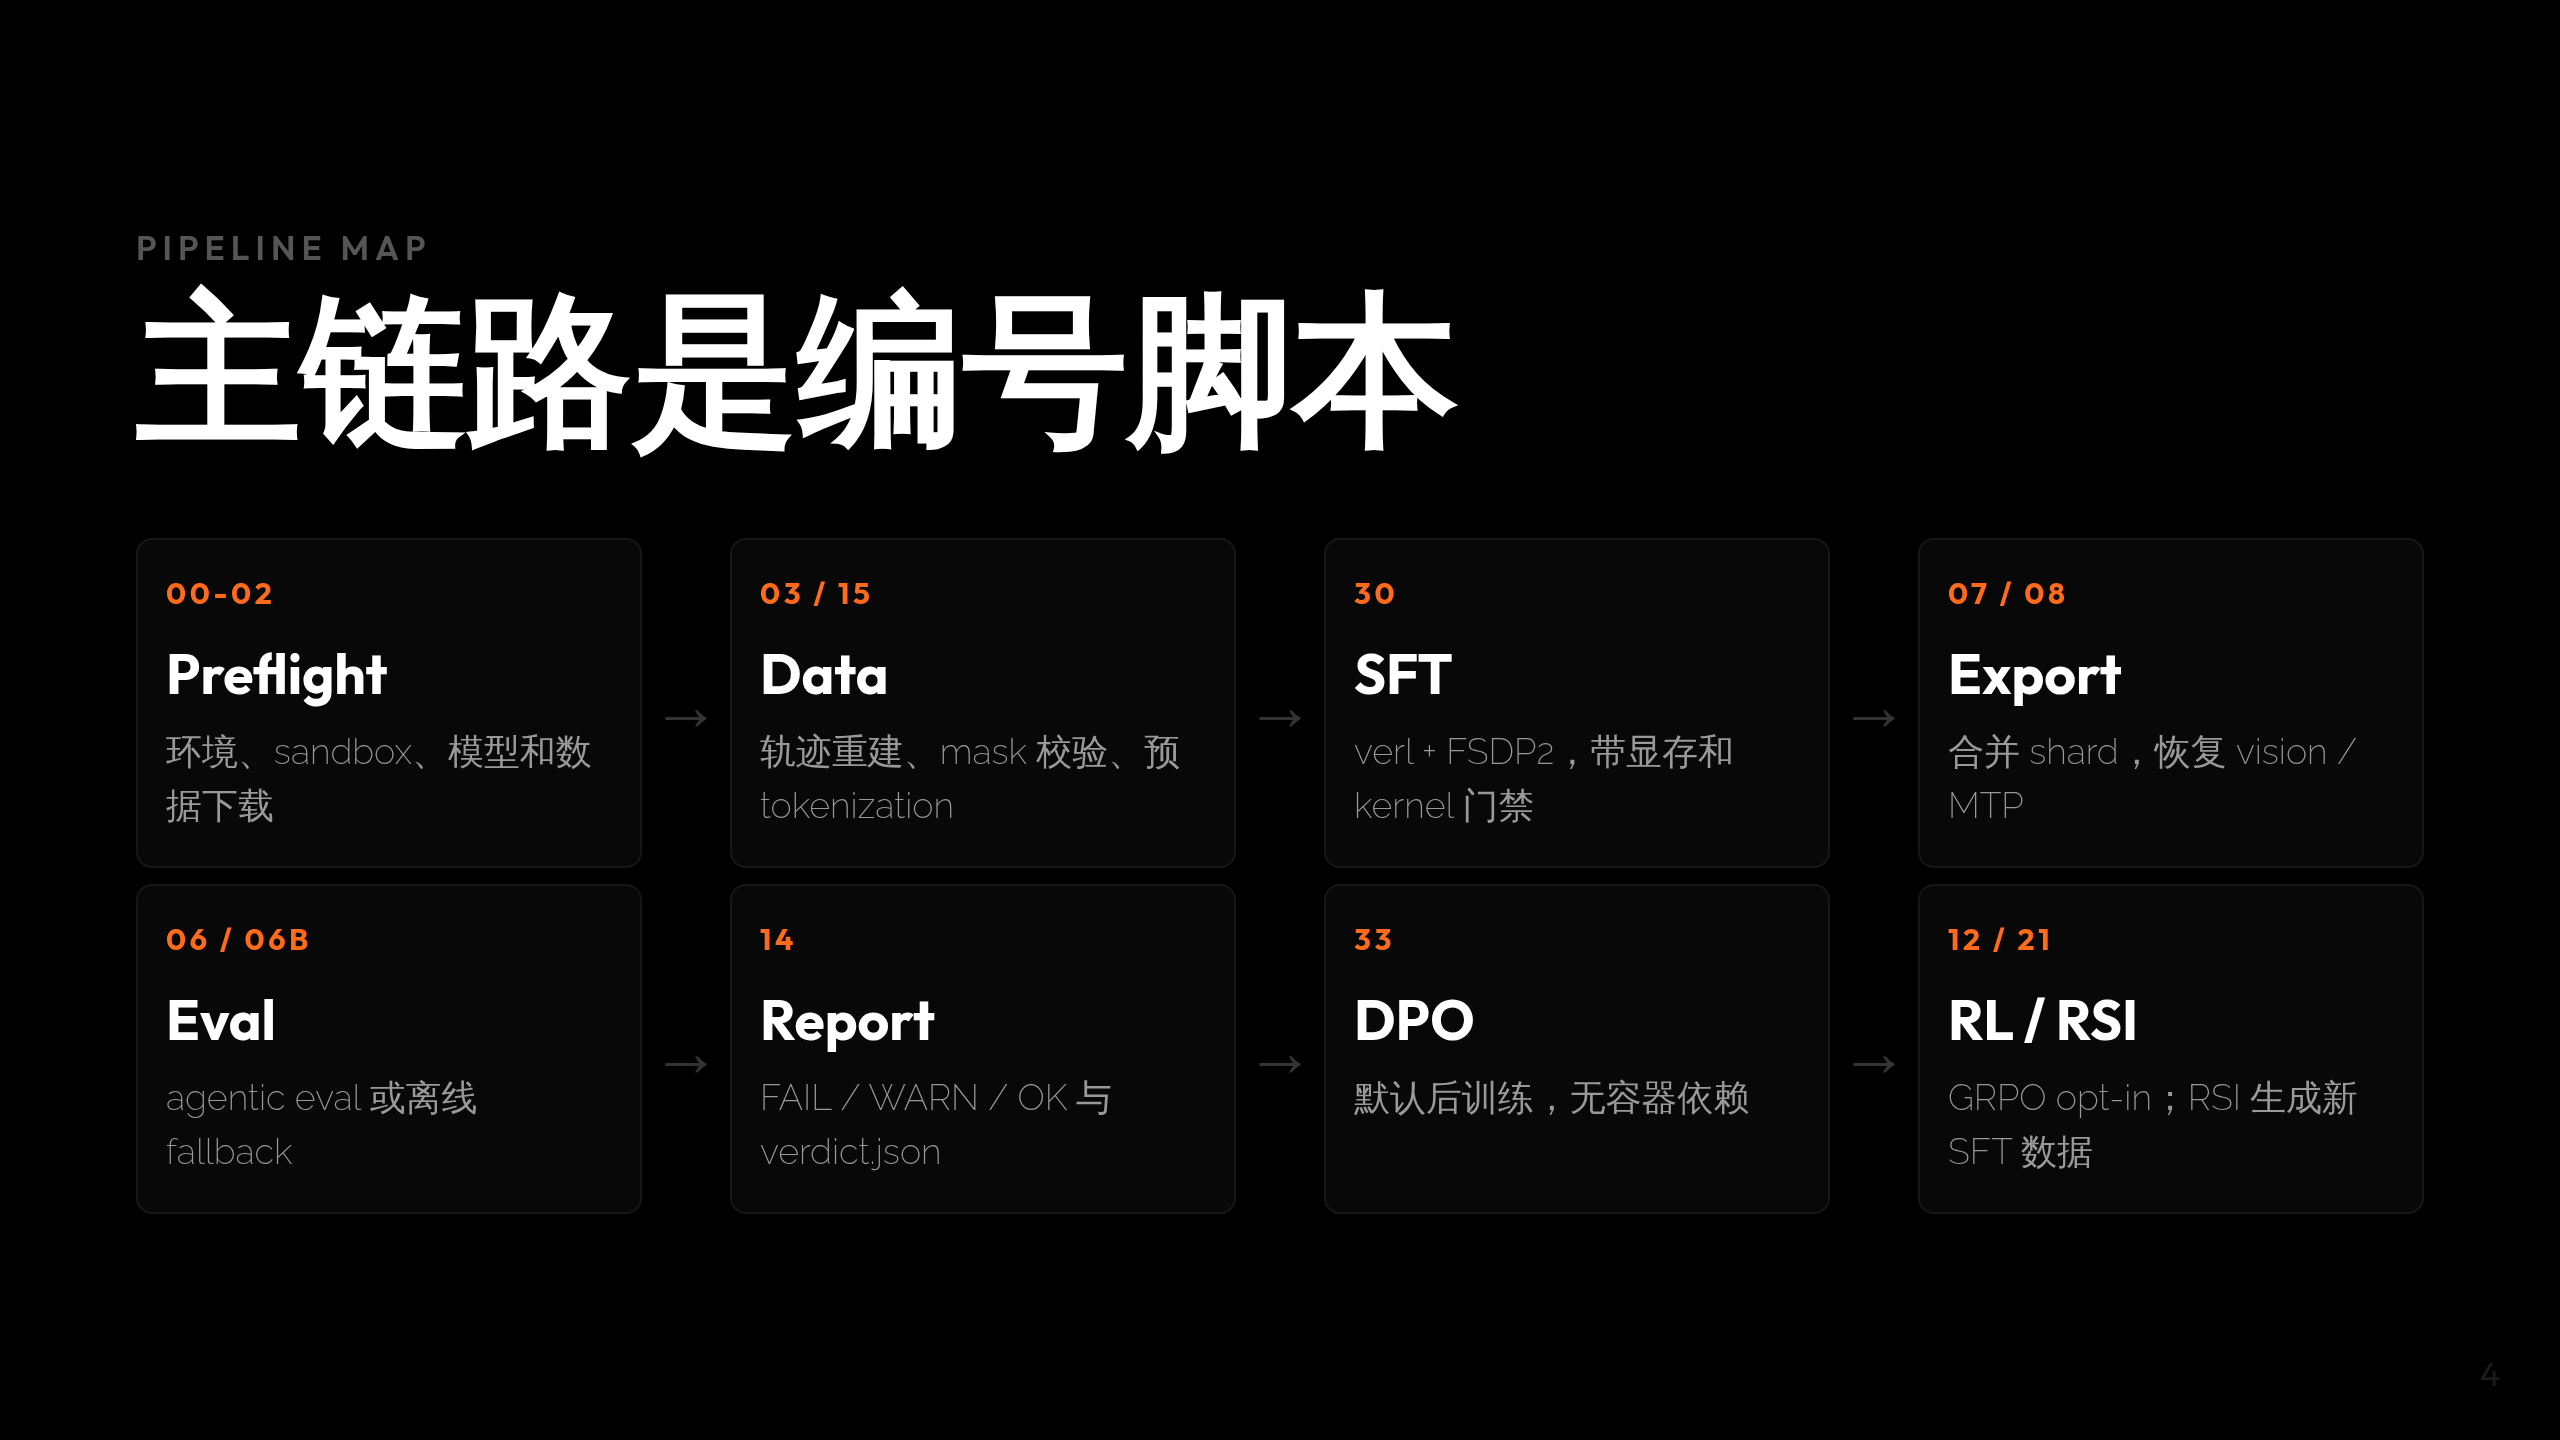 PIPELINE MAP
主链路是编号脚本
00-02
Preflight
环境、sandbox、模型和数
据下载
→
03 / 15
Data
轨迹重建、mask 校验、预
tokenization
→
30
SFT
verl + FSDP2，带显存和
kernel 门禁
→
07 / 08
Export
合并 shard，恢复 vision /
MTP
06 / 06B
Eval
agentic eval 或离线
fallback
→
14
Report
FAIL / WARN / OK 与
verdict.json
→
33
DPO
默认后训练，无容器依赖
→
12 / 21
RL / RSI
GRPO opt-in；RSI 生成新
SFT 数据
4